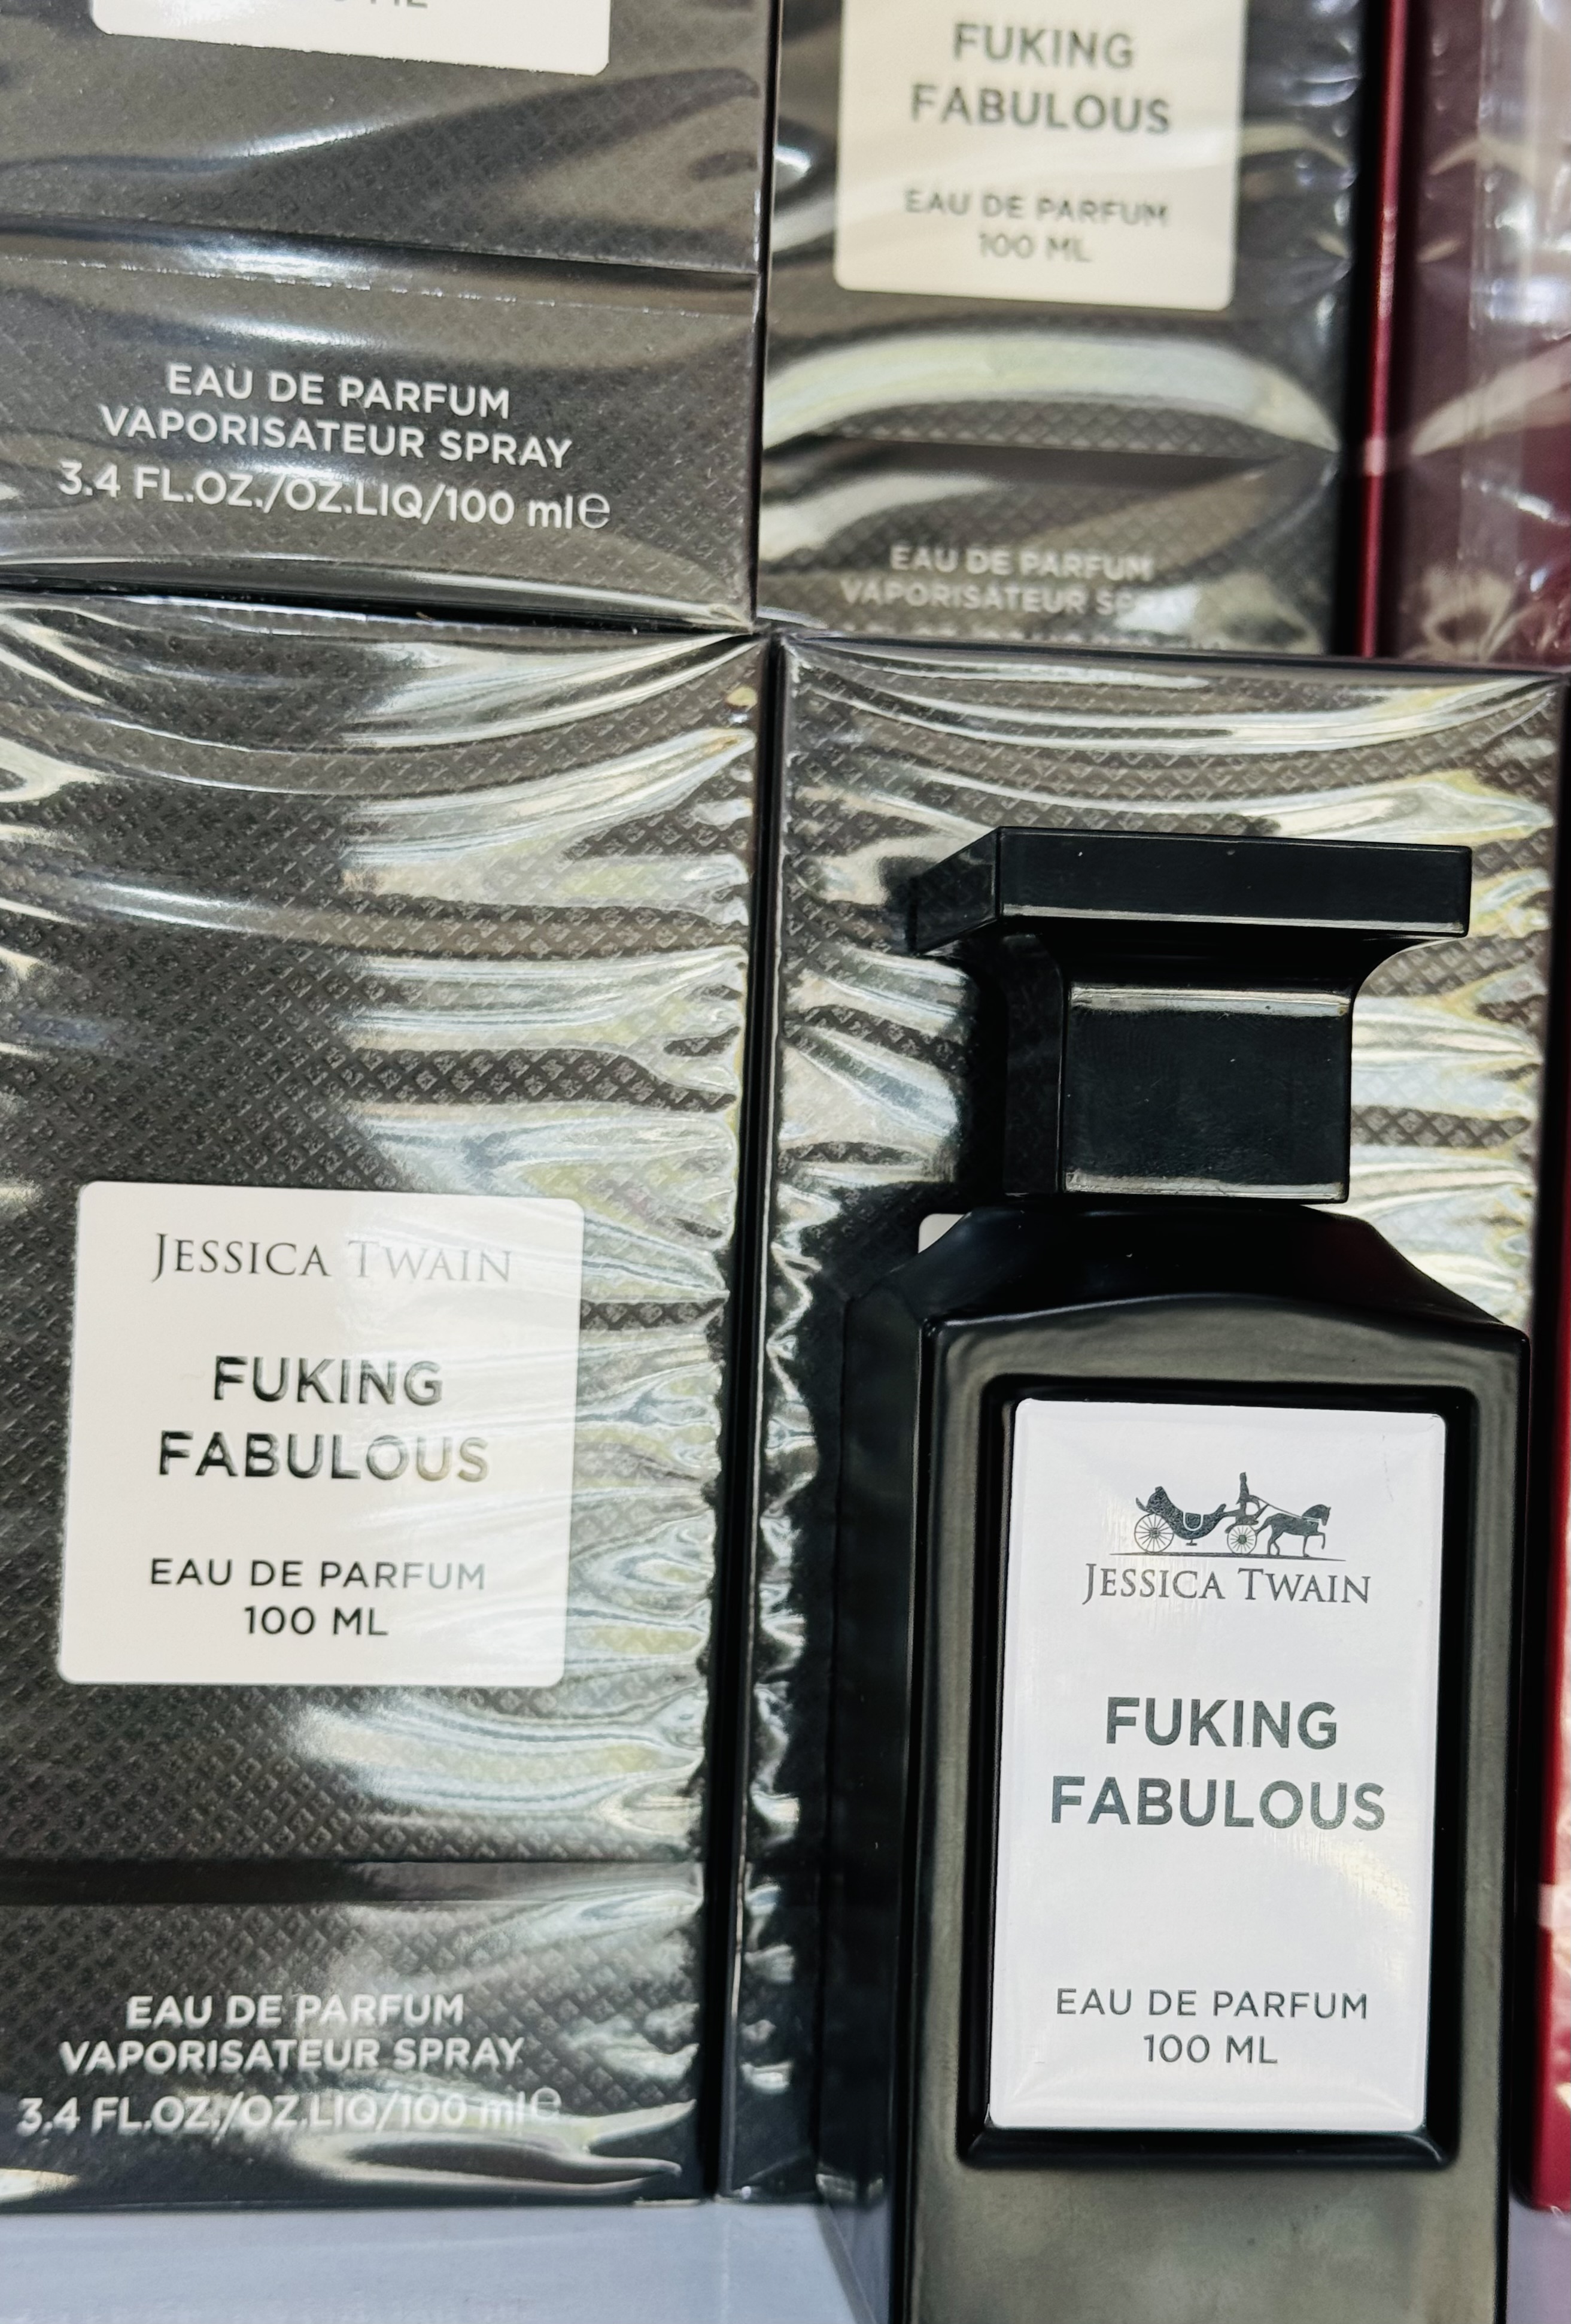 EAU DE PARFUM
VAPORISATEUR SPRAY
3.4 FL.OZ./OZ.LIQ/100 ml e
FUKING
FABULOUS
EAU DE PARFUM
100 ML
EAU DE PARFUM
VAPORISATEUR
JESSICA TWAIN
FUKING
FABULOUS
EAU DE PARFUM
100 ML
EAU DE PARFUM
VAPORISATEUR SPRAY
3.4 FL.OZ./OZ.LIQ/100 ml e
JESSICA TWAIN
FUKING
FABULOUS
EAU DE PARFUM
100 ML